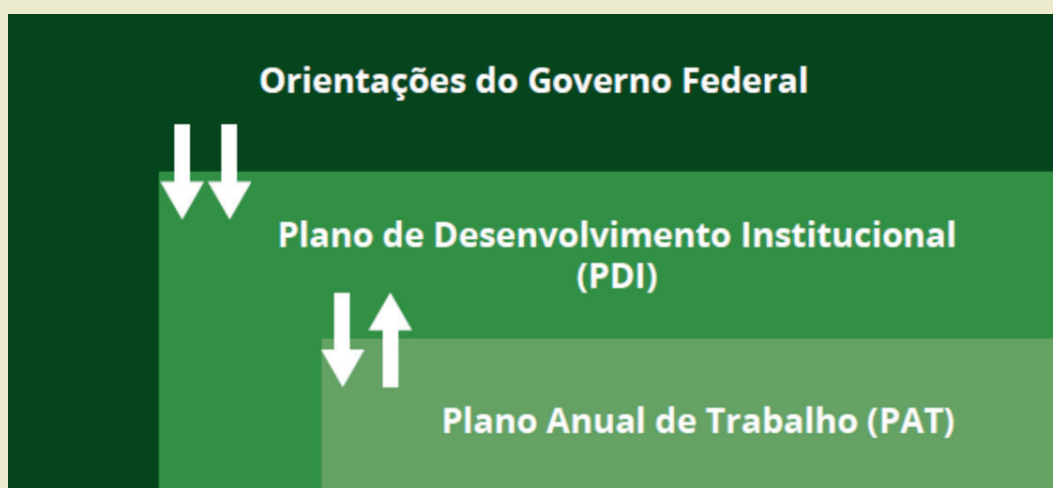 Orientações do Governo Federal
Plano de Desenvolvimento Institucional
(PDI)
Plano Anual de Trabalho (PAT)